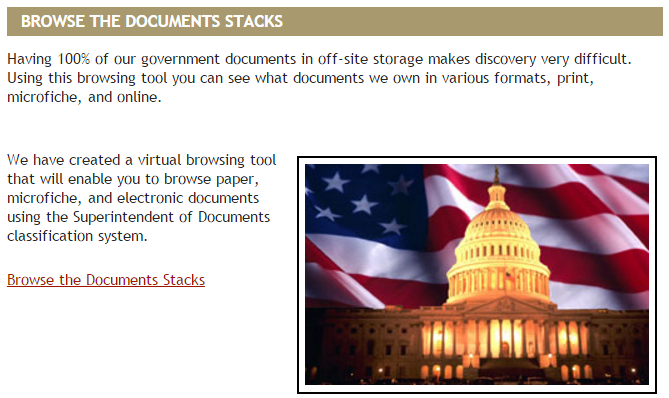 BROWSE THE DOCUMENTS STACKS
Having 100% of our government documents in off-site storage makes discovery very difficult.
Using this browsing tool you can see what documents we own in various formats, print,
microfiche, and online.
We have created a virtual browsing tool
that will enable you to browse paper,
microfiche, and electronic documents
using the Superintendent of Documents
classification system.
Browse the Documents Stacks